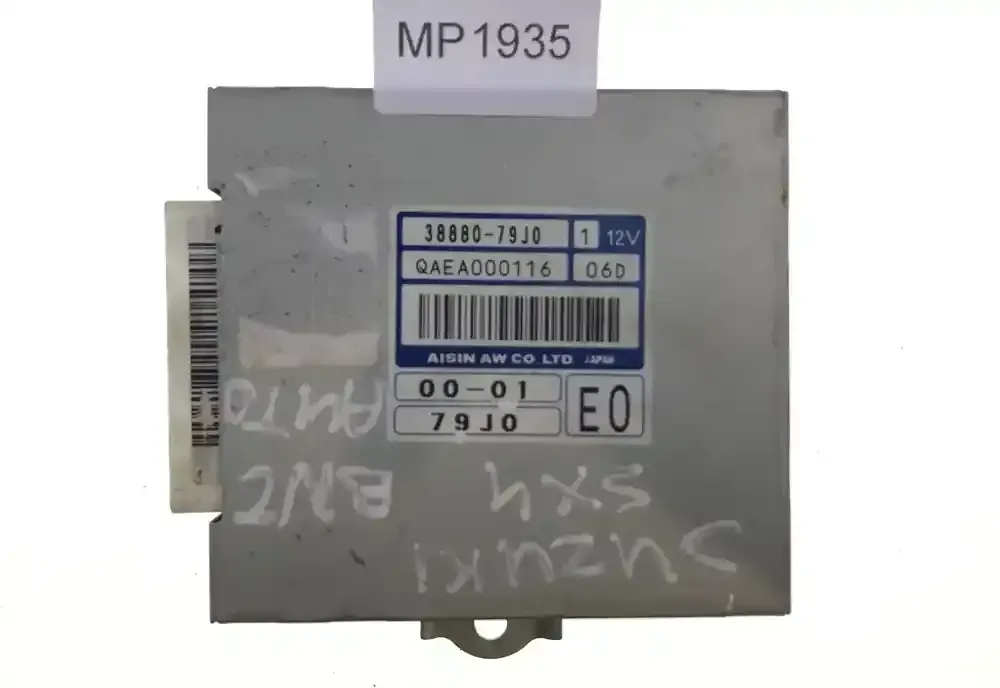 MP1935
38880-79J0 1 12V
QAEA000116 06D
AISIN AW CO. LTD JAPAN
00-01 E0
79J0
SUZUKI
SX4
AUTO